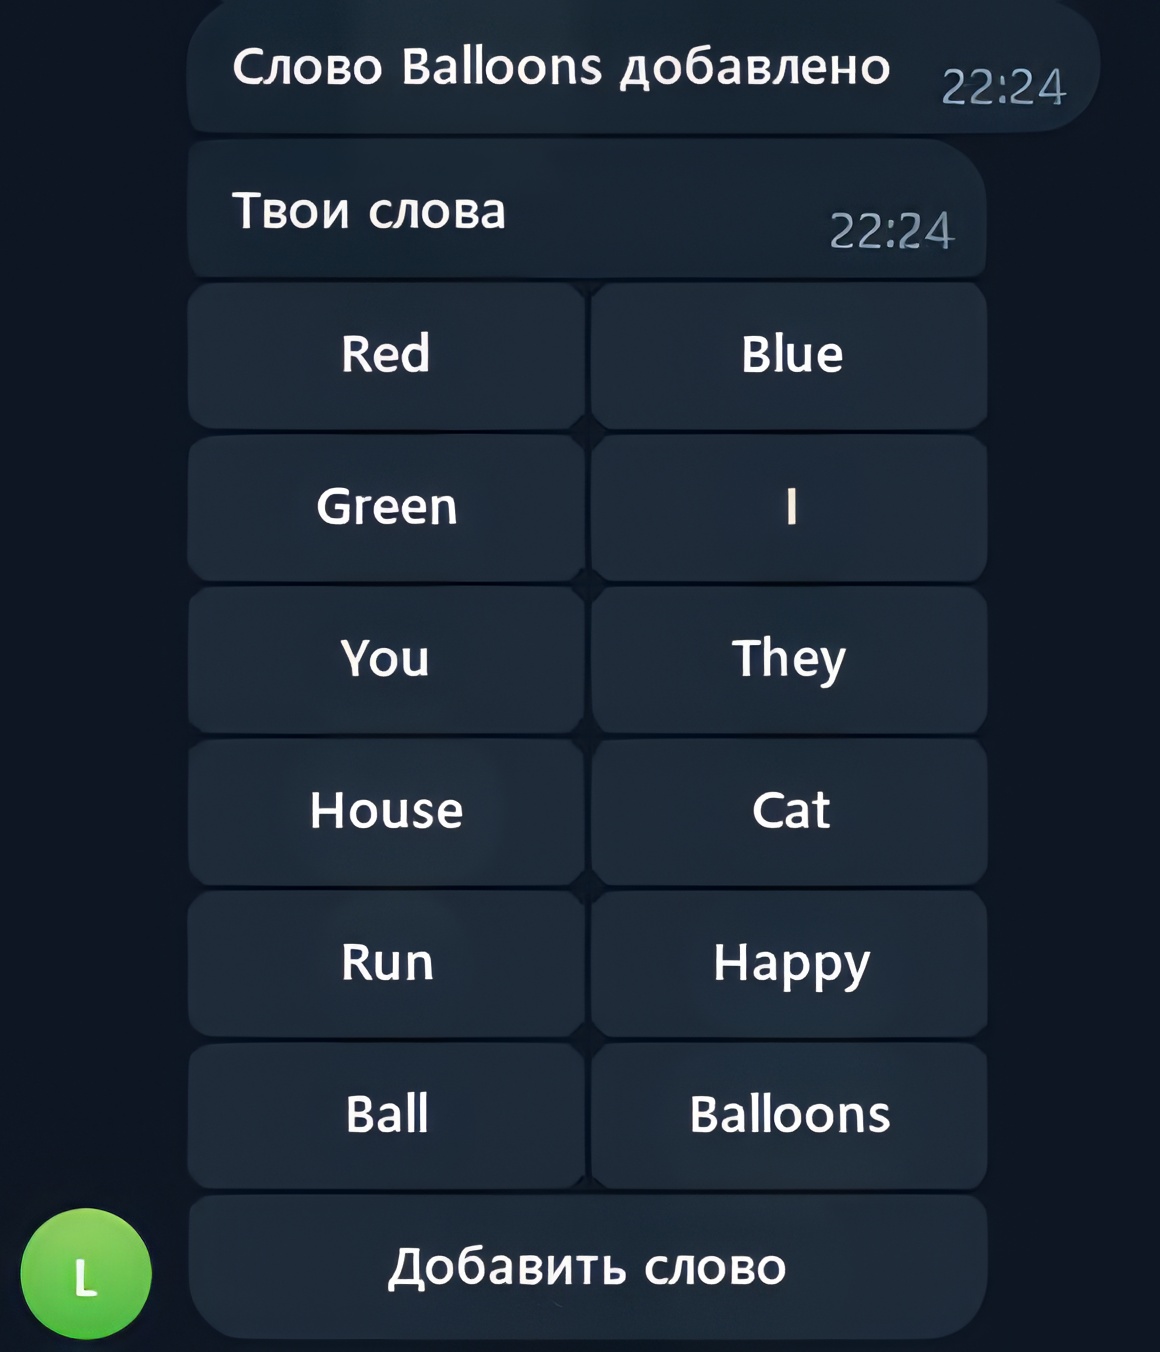 Слово Balloons добавлено 22:24
Твои слова 22:24
Red Blue
Green I
You They
House Cat
Run Happy
Ball Balloons
L Добавить слово